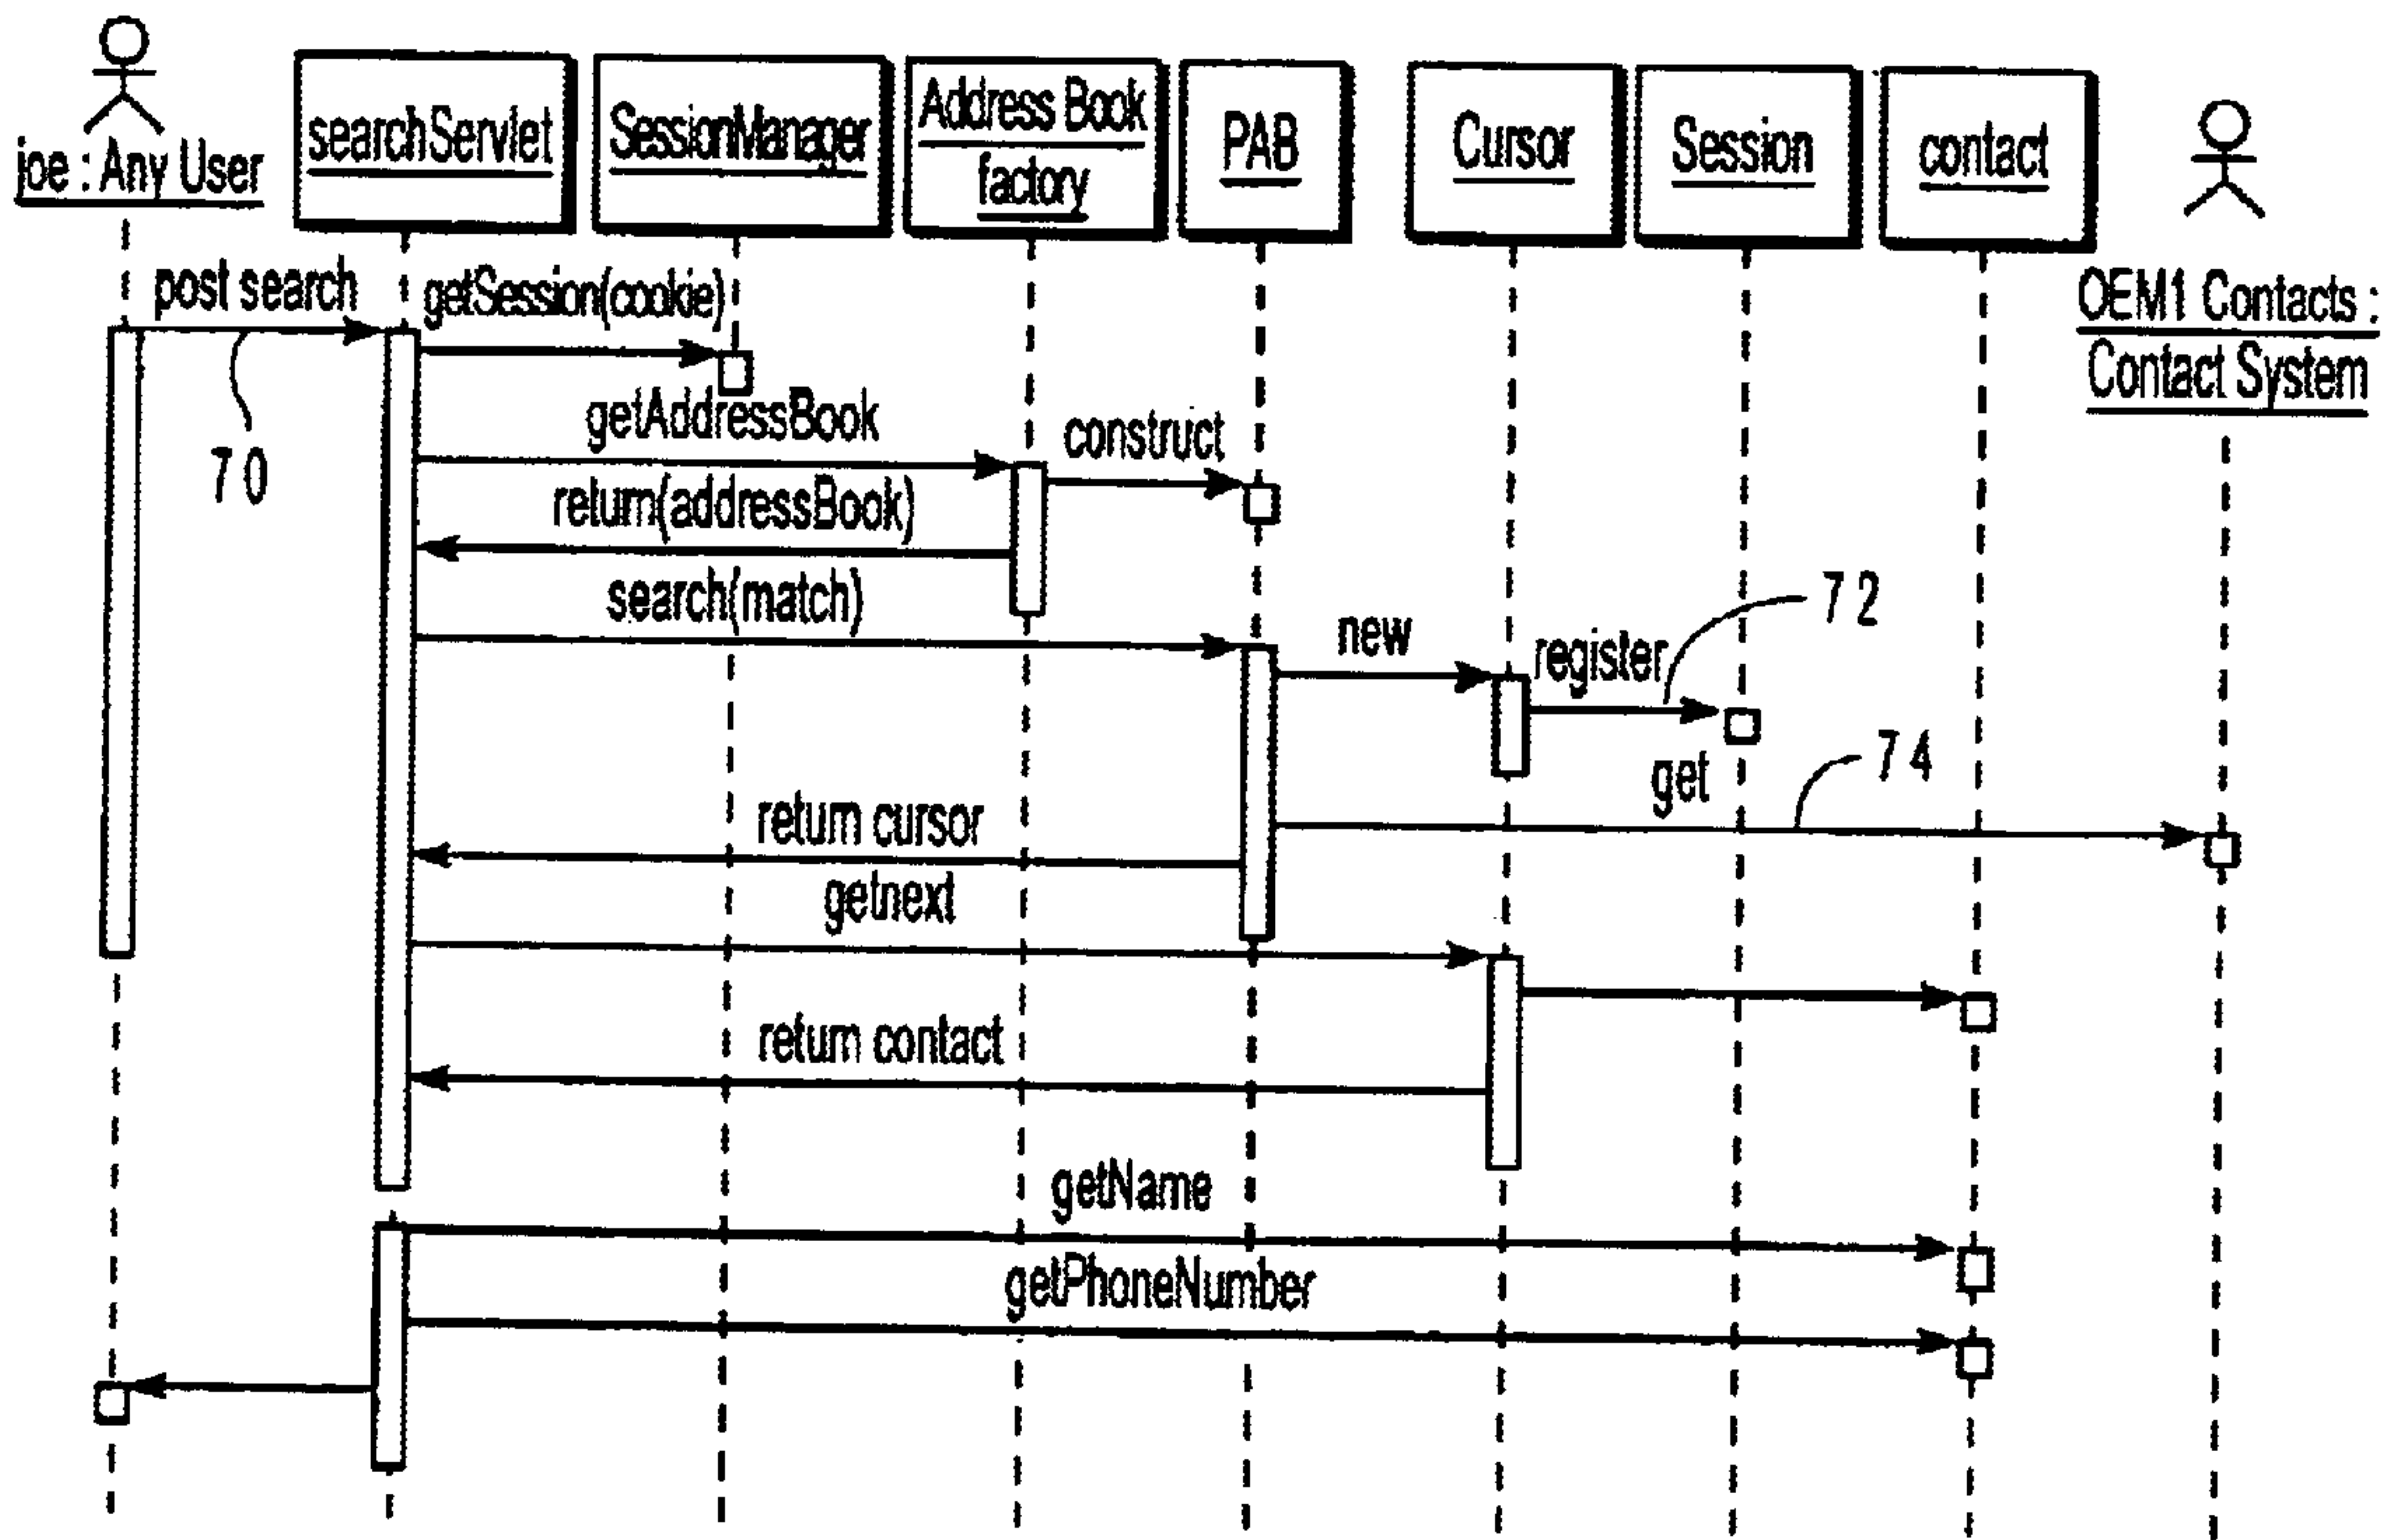 joe : Any User
searchServlet
SessionManager
Address Book
factory
PAB
Cursor
Session
contact
OEM1 Contacts :
Contact System
post search
getSession(cookie)
70
getAddressBook
construct
return(addressBook)
search(match)
new
register
72
get
74
return cursor
getnext
return contact
getName
getPhoneNumber